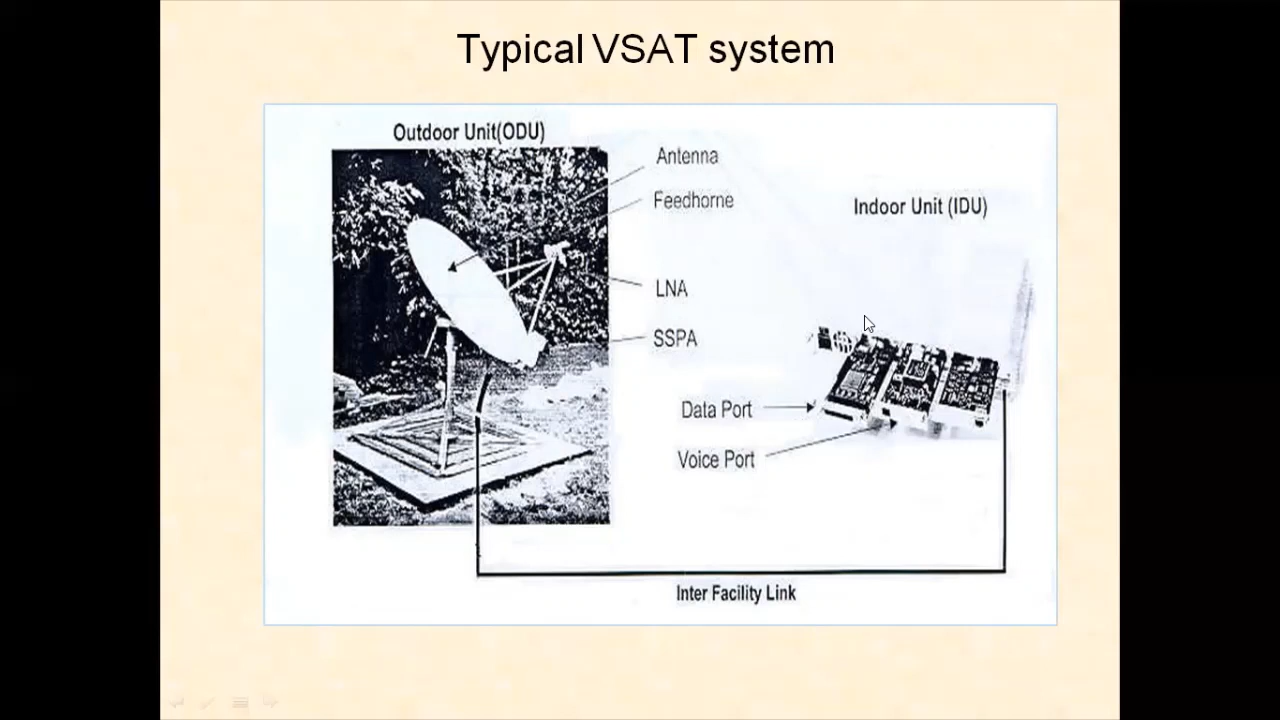 Typical VSAT system
Outdoor Unit(ODU)
Antenna
Feedhorne
Indoor Unit (IDU)
LNA
SSPA
Data Port
Voice Port
Inter Facility Link